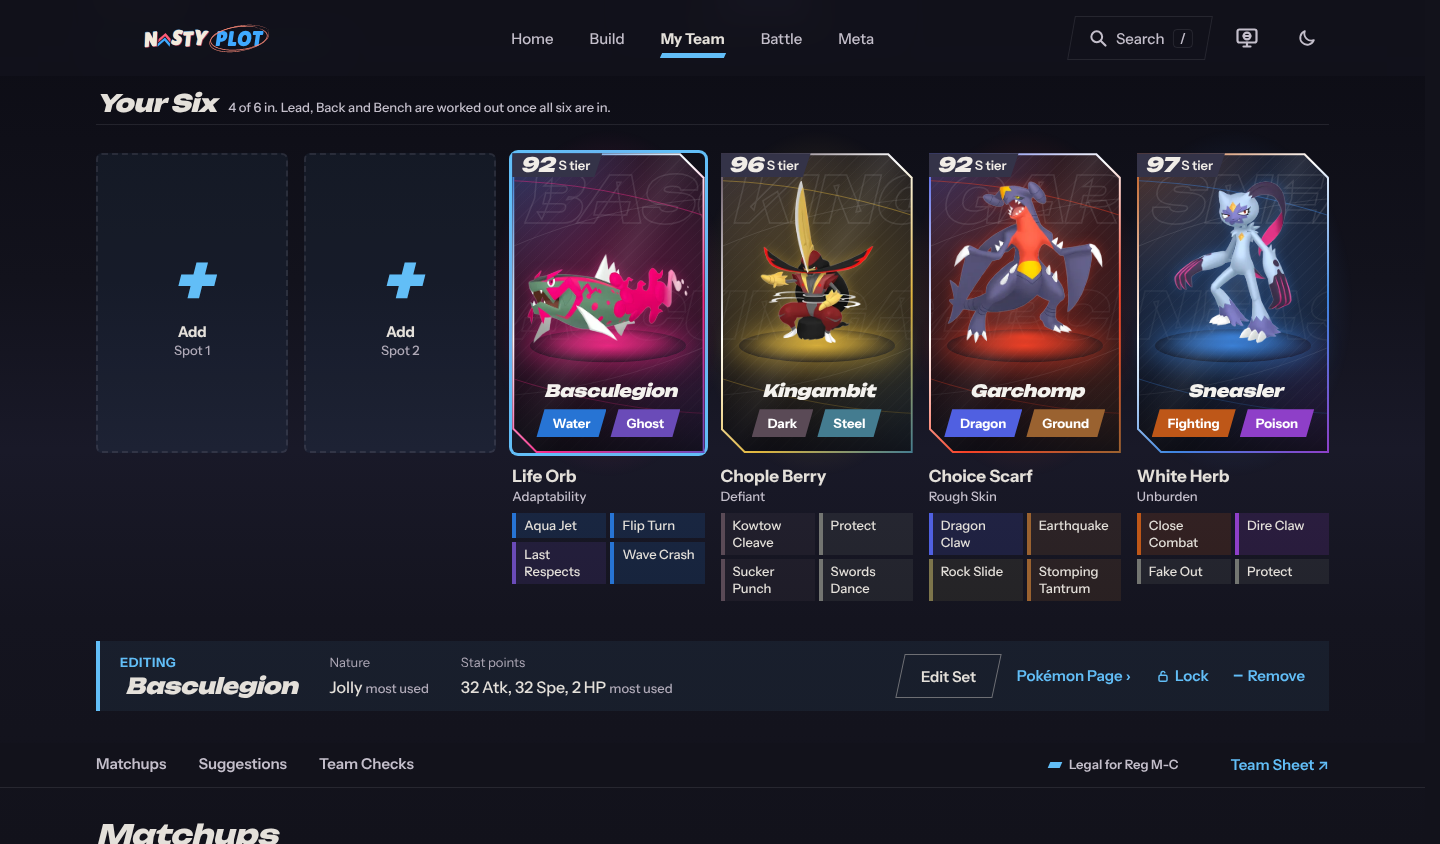 NASTY PLOT
Home
Build
My Team
Battle
Meta
Search /
Your Six
4 of 6 in. Lead, Back and Bench are worked out once all six are in.
Add
Spot 1
Add
Spot 2
92 S tier
BAS
Basculegion
Water
Ghost
Life Orb
Adaptability
Aqua Jet
Flip Turn
Last
Respects
Wave Crash
96 S tier
KING
Kingambit
Dark
Steel
Chople Berry
Defiant
Kowtow
Cleave
Protect
Sucker
Punch
Swords
Dance
92 S tier
GAR
Garchomp
Dragon
Ground
Choice Scarf
Rough Skin
Dragon
Claw
Earthquake
Rock Slide
Stomping
Tantrum
97 S tier
SNE
Sneasler
Fighting
Poison
White Herb
Unburden
Close
Combat
Dire Claw
Fake Out
Protect
EDITING
Basculegion
Nature
Jolly most used
Stat points
32 Atk, 32 Spe, 2 HP most used
Edit Set
Pokémon Page ›
Lock
− Remove
Matchups
Suggestions
Team Checks
Legal for Reg M-C
Team Sheet ↗
Matchups